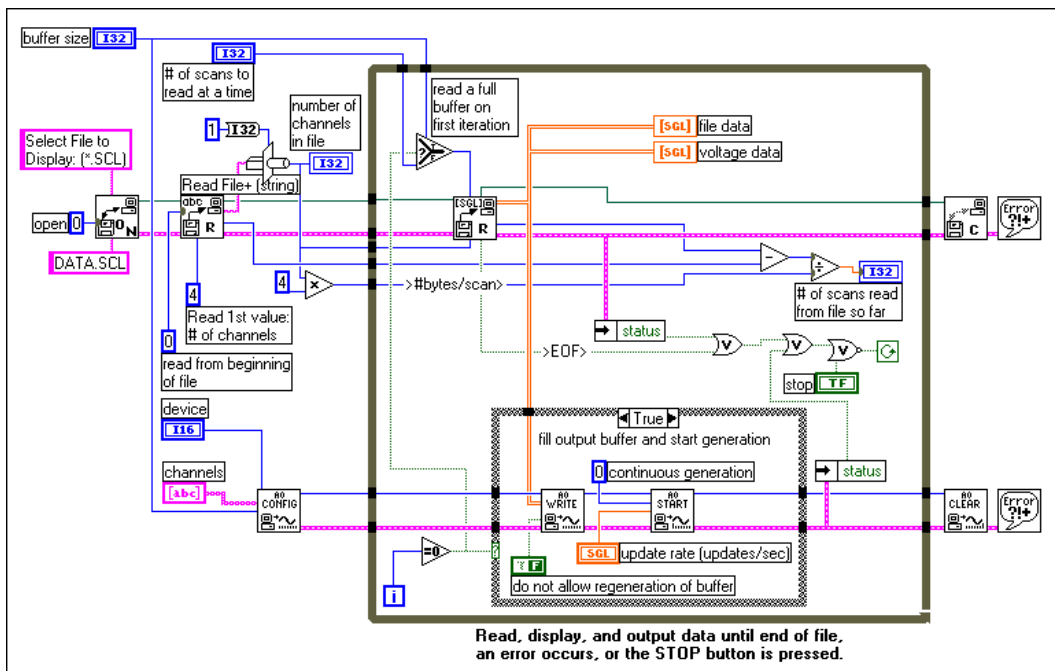 buffer size
I32
I32
# of scans to
read at a time
read a full
buffer on
first iteration
number of
channels
in file
1
I32
I32
[SGL]
file data
[SGL]
voltage data
Select File to
Display: (*.SCL)
Read File+ (string)
abc
R
[SGL]
R
open
0
O
N
C
Error
?!+
DATA.SCL
4
>#bytes/scan>
I32
# of scans read
from file so far
4
Read 1st value:
# of channels
status
>EOF>
V
V
V
0
read from beginning
of file
stop
TF
device
I16
True
fill output buffer and start generation
channels
[abc]
0
continuous generation
status
AO
CONFIG
AO
WRITE
AO
START
AO
CLEAR
Error
?!+
=0
?
SGL
update rate (updates/sec)
F
do not allow regeneration of buffer
i
Read, display, and output data until end of file,
an error occurs, or the STOP button is pressed.